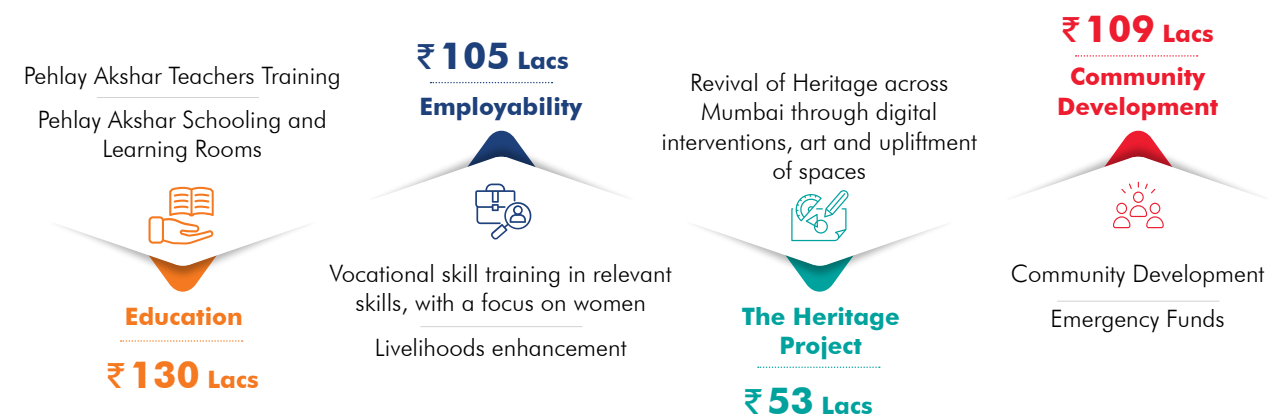 Pehlay Akshar Teachers Training
Pehlay Akshar Schooling and
Learning Rooms
Education
₹ 130 Lacs
₹ 105 Lacs
Employability
Vocational skill training in relevant
skills, with a focus on women
Livelihoods enhancement
Revival of Heritage across
Mumbai through digital
interventions, art and upliftment
of spaces
The Heritage
Project
₹ 53 Lacs
₹ 109 Lacs
Community
Development
Community Development
Emergency Funds